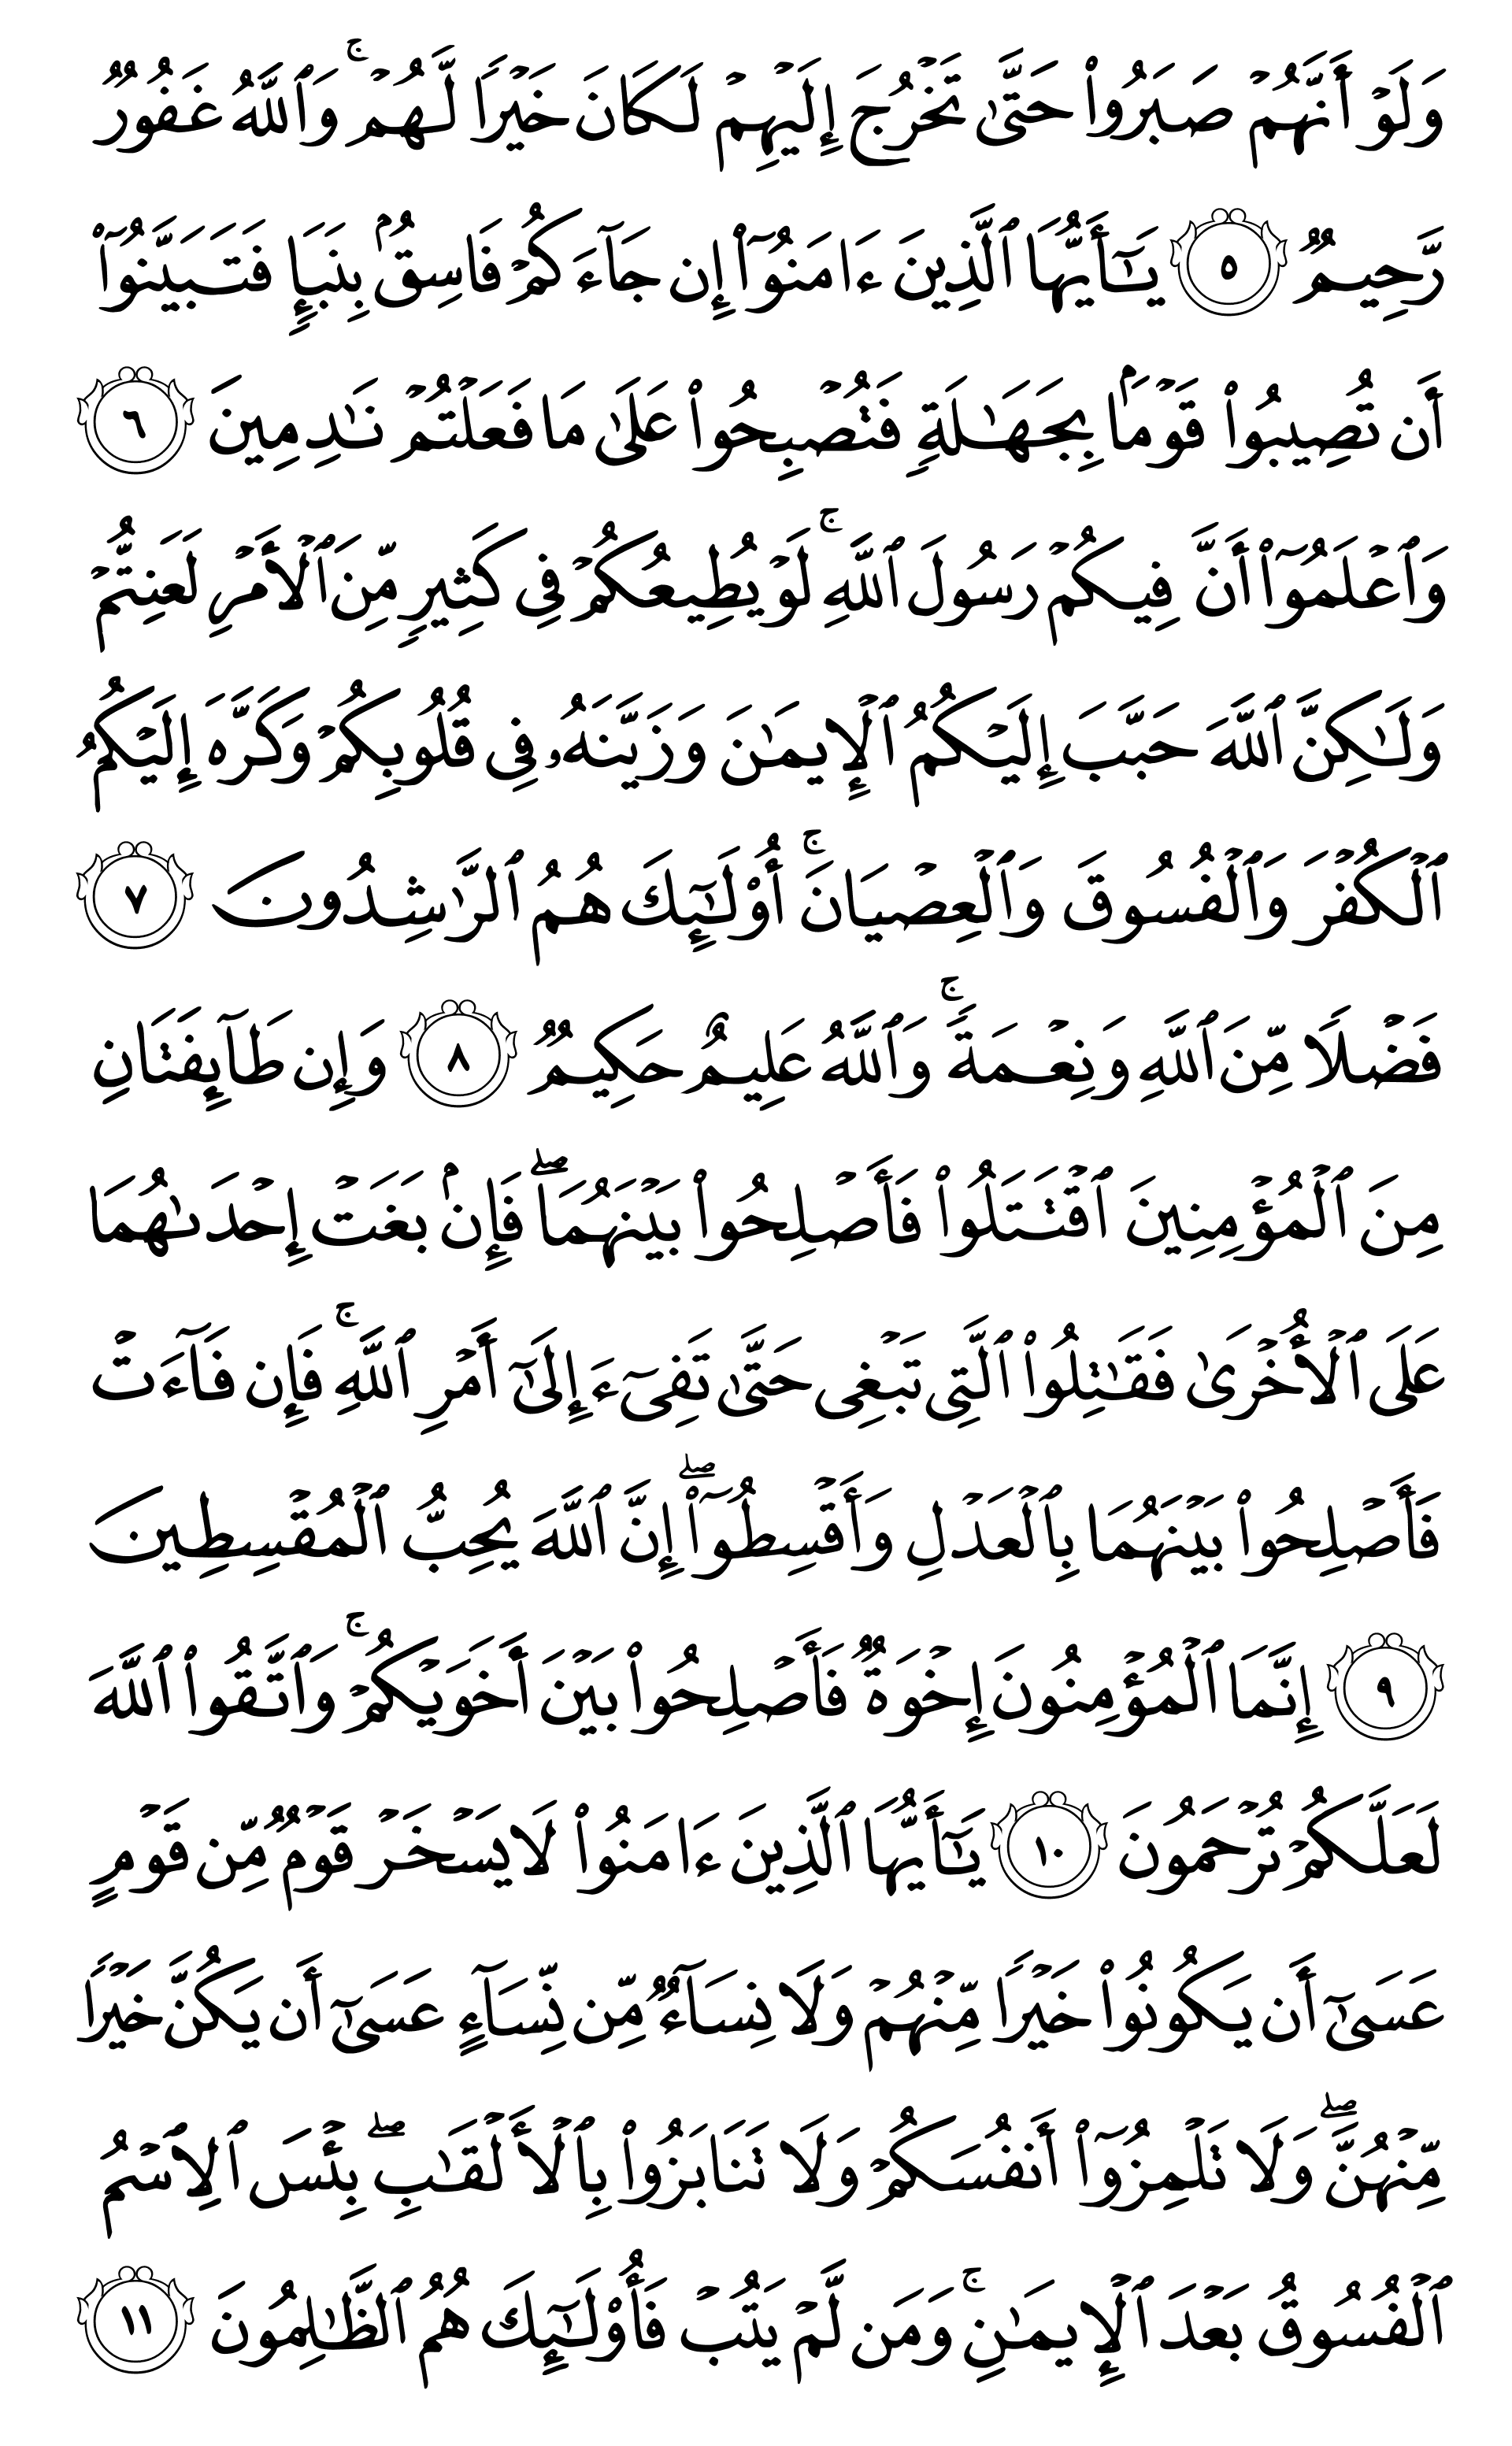 وَلَوۡ أَنَّهُمۡ صَبَرُواْ حَتَّىٰ تَخۡرُجَ إِلَيۡهِمۡ لَكَانَ خَيۡرٗا لَّهُمۡۚ وَٱللَّهُ غَفُورٞ
رَّحِيمٞ ٥ يَٰٓأَيُّهَا ٱلَّذِينَ ءَامَنُوٓاْ إِن جَآءَكُمۡ فَاسِقُۢ بِنَبَإٖ فَتَبَيَّنُوٓاْ
أَن تُصِيبُواْ قَوۡمَۢا بِجَهَٰلَةٖ فَتُصۡبِحُواْ عَلَىٰ مَا فَعَلۡتُمۡ نَٰدِمِينَ ٦
وَٱعۡلَمُوٓاْ أَنَّ فِيكُمۡ رَسُولَ ٱللَّهِۚ لَوۡ يُطِيعُكُمۡ فِي كَثِيرٖ مِّنَ ٱلۡأَمۡرِ لَعَنِتُّمۡ
وَلَٰكِنَّ ٱللَّهَ حَبَّبَ إِلَيۡكُمُ ٱلۡإِيمَٰنَ وَزَيَّنَهُۥ فِي قُلُوبِكُمۡ وَكَرَّهَ إِلَيۡكُمُ
ٱلۡكُفۡرَ وَٱلۡفُسُوقَ وَٱلۡعِصۡيَانَۚ أُوْلَٰٓئِكَ هُمُ ٱلرَّٰشِدُونَ ٧
فَضۡلٗا مِّنَ ٱللَّهِ وَنِعۡمَةٗۚ وَٱللَّهُ عَلِيمٌ حَكِيمٞ ٨ وَإِن طَآئِفَتَانِ
مِنَ ٱلۡمُؤۡمِنِينَ ٱقۡتَتَلُواْ فَأَصۡلِحُواْ بَيۡنَهُمَاۖ فَإِنۢ بَغَتۡ إِحۡدَىٰهُمَا
عَلَى ٱلۡأُخۡرَىٰ فَقَٰتِلُواْ ٱلَّتِي تَبۡغِي حَتَّىٰ تَفِيٓءَ إِلَىٰٓ أَمۡرِ ٱللَّهِۚ فَإِن فَآءَتۡ
فَأَصۡلِحُواْ بَيۡنَهُمَا بِٱلۡعَدۡلِ وَأَقۡسِطُوٓاْۖ إِنَّ ٱللَّهَ يُحِبُّ ٱلۡمُقۡسِطِينَ
٩ إِنَّمَا ٱلۡمُؤۡمِنُونَ إِخۡوَةٞ فَأَصۡلِحُواْ بَيۡنَ أَخَوَيۡكُمۡۚ وَٱتَّقُواْ ٱللَّهَ
لَعَلَّكُمۡ تُرۡحَمُونَ ١٠ يَٰٓأَيُّهَا ٱلَّذِينَ ءَامَنُواْ لَا يَسۡخَرۡ قَوۡمٞ مِّن قَوۡمٍ
عَسَىٰٓ أَن يَكُونُواْ خَيۡرٗا مِّنۡهُمۡ وَلَا نِسَآءٞ مِّن نِّسَآءٍ عَسَىٰٓ أَن يَكُنَّ خَيۡرٗا
مِّنۡهُنَّۖ وَلَا تَلۡمِزُوٓاْ أَنفُسَكُمۡ وَلَا تَنَابَزُواْ بِٱلۡأَلۡقَٰبِۖ بِئۡسَ ٱلِٱسۡمُ
ٱلۡفُسُوقُ بَعۡدَ ٱلۡإِيمَٰنِۚ وَمَن لَّمۡ يَتُبۡ فَأُوْلَٰٓئِكَ هُمُ ٱلظَّٰلِمُونَ ١١